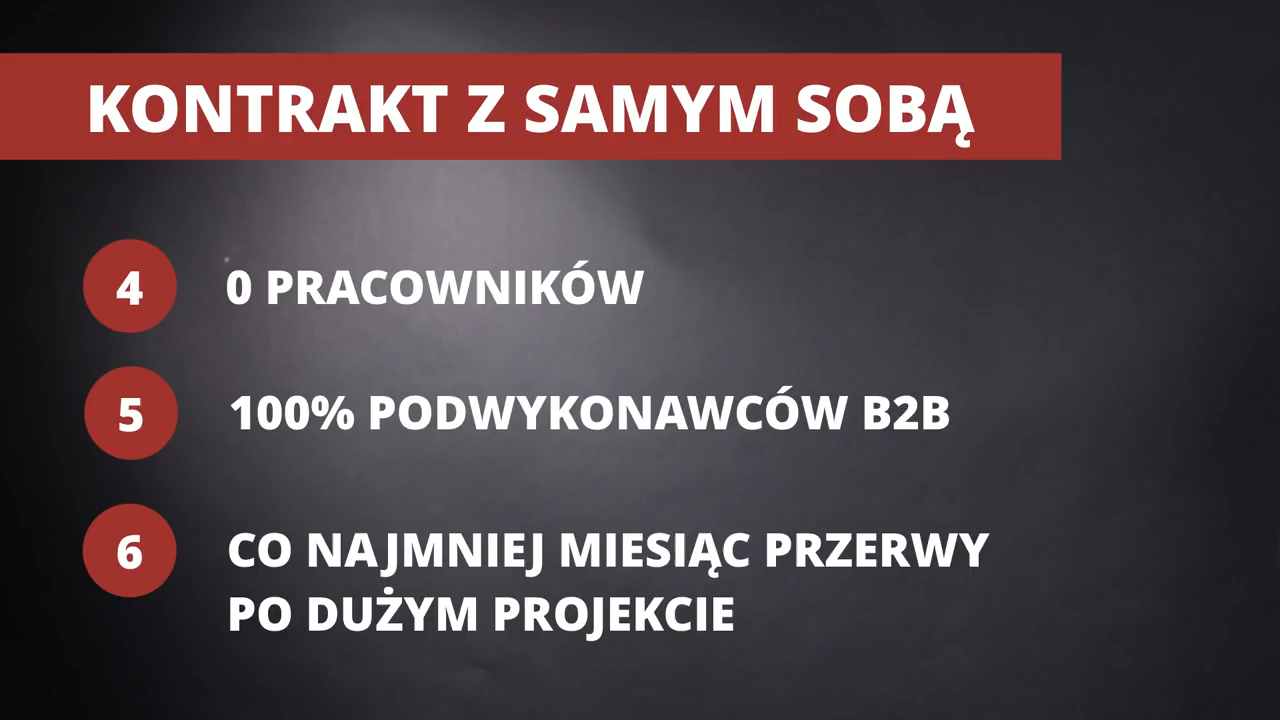 KONTRAKT Z SAMYM SOBĄ
4 0 PRACOWNIKÓW
5 100% PODWYKONAWCÓW B2B
6 CO NAJMNIEJ MIESIĄC PRZERWY
PO DUŻYM PROJEKCIE